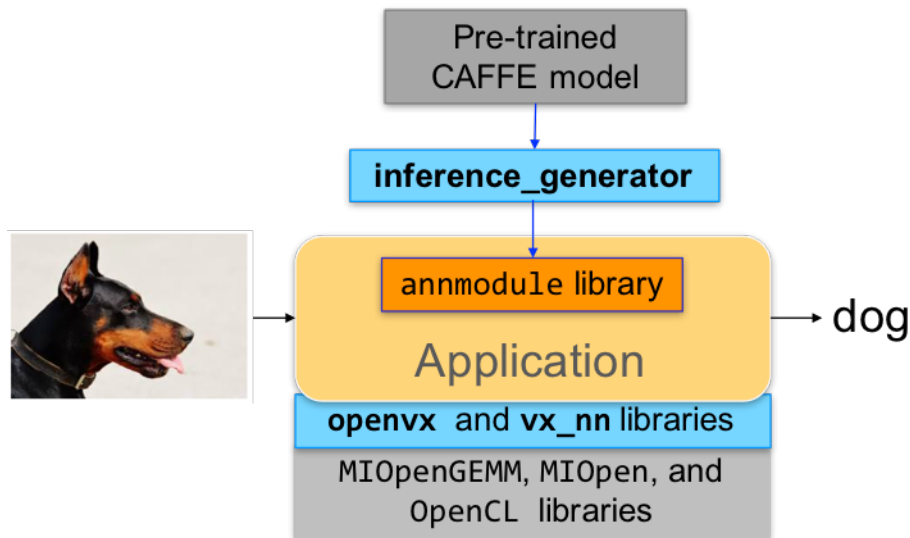 Pre-trained
CAFFE model
inference_generator
annmodule library
Application
dog
openvx and vx_nn libraries
MIOpenGEMM, MIOpen, and
OpenCL libraries